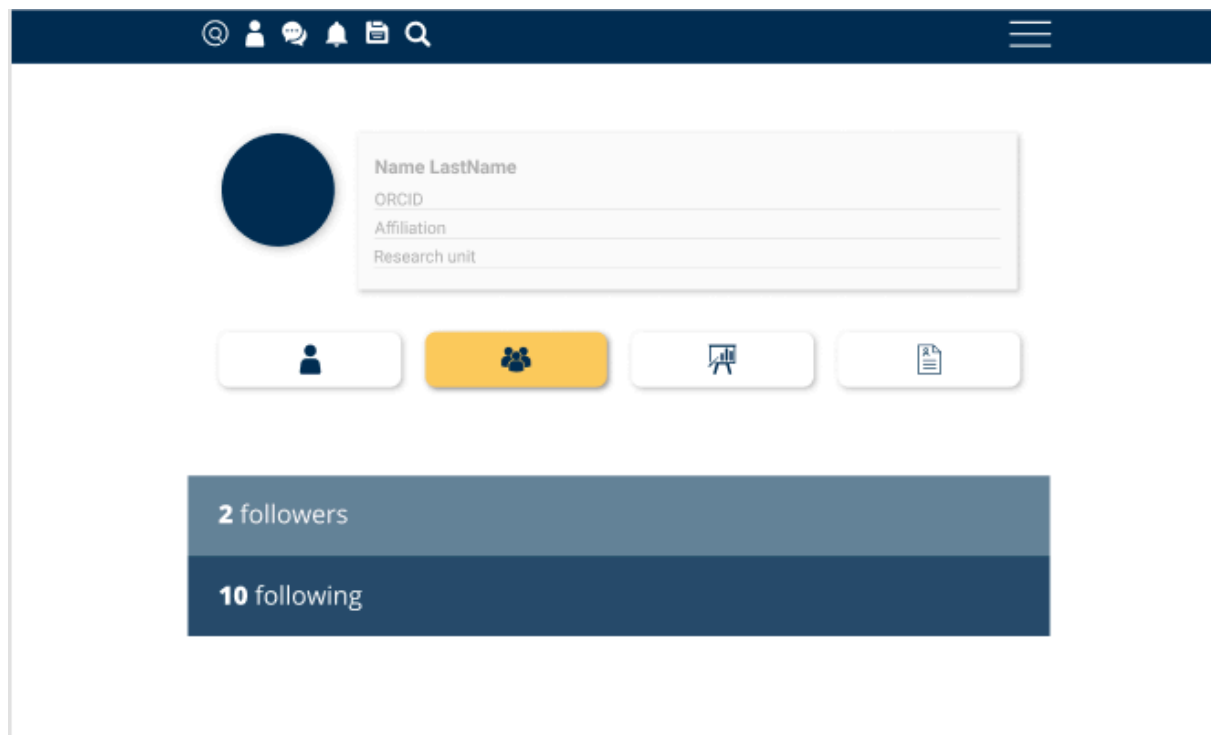 Name LastName
ORCID
Affiliation
Research unit
2 followers
10 following